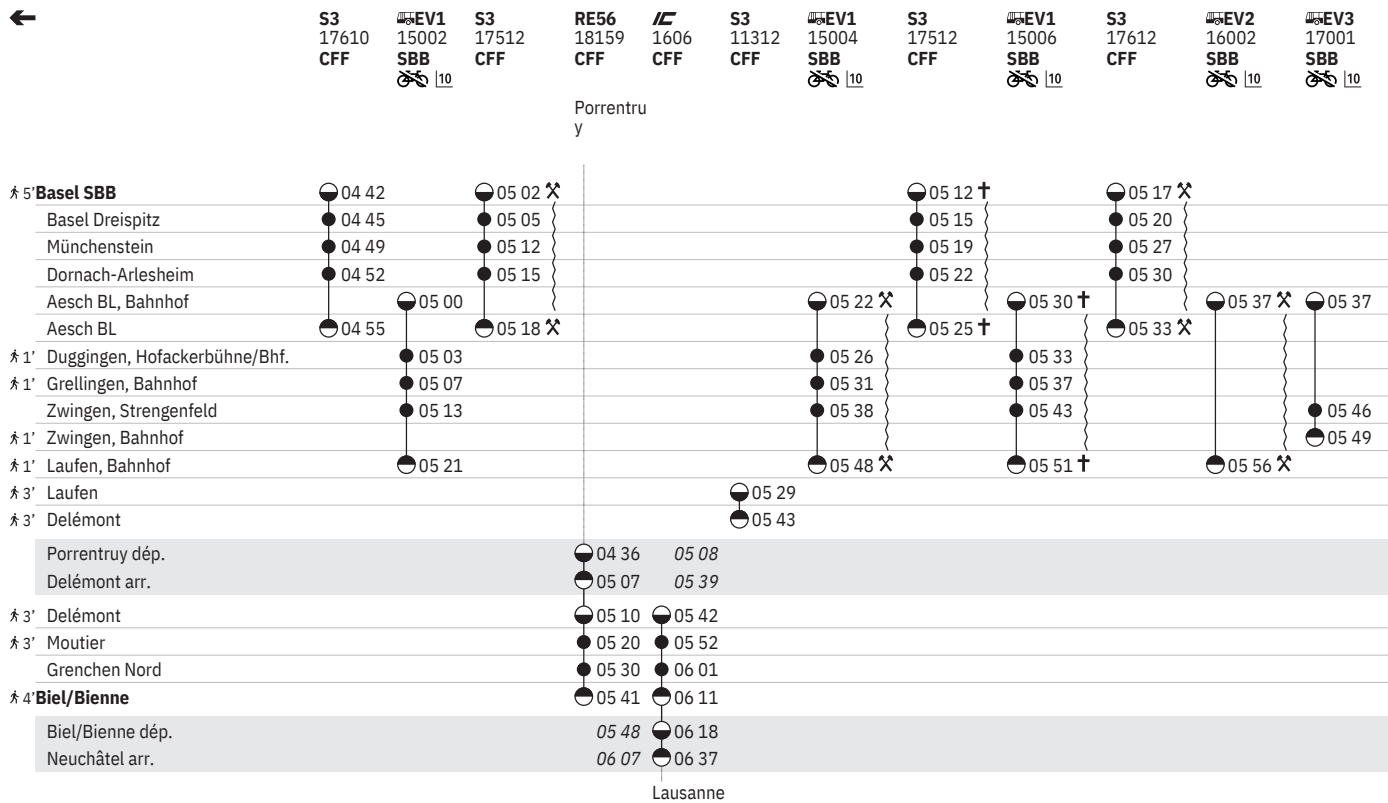 S3 EV1 S3 RE56 IC S3 EV1 S3 EV1 S3 EV2 EV3
17610 15002 17512 18159 1606 11312 15004 17512 15006 17612 16002 17001
CFF SBB CFF CFF CFF CFF SBB CFF SBB CFF SBB SBB
10 10 10 10 10
Porrentru
y
5’ Basel SBB 04 42 05 02 05 12 05 17
Basel Dreispitz 04 45 05 05 05 15 05 20
Münchenstein 04 49 05 12 05 19 05 27
Dornach-Arlesheim 04 52 05 15 05 22 05 30
Aesch BL, Bahnhof 05 00 05 22 05 30 05 37 05 37
Aesch BL 04 55 05 18 05 25 05 33
1’ Duggingen, Hofackerbühne/Bhf. 05 03 05 26 05 33
1’ Grellingen, Bahnhof 05 07 05 31 05 37
Zwingen, Strengenfeld 05 13 05 38 05 43 05 46
1’ Zwingen, Bahnhof 05 49
1’ Laufen, Bahnhof 05 21 05 48 05 51 05 56
3’ Laufen 05 29
3’ Delémont 05 43
Porrentruy dép. 04 36 05 08
Delémont arr. 05 07 05 39
3’ Delémont 05 10 05 42
3’ Moutier 05 20 05 52
Grenchen Nord 05 30 06 01
4’ Biel/Bienne 05 41 06 11
Biel/Bienne dép. 05 48 06 18
Neuchâtel arr. 06 07 06 37
Lausanne